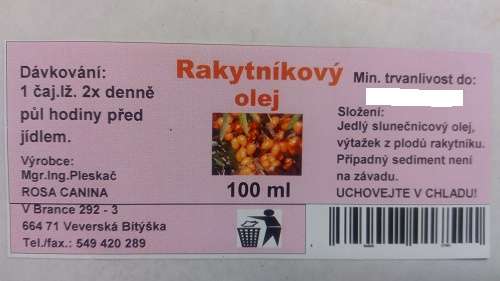 Dávkování:
1 čaj.lž. 2x denně
půl hodiny před
jídlem.
Výrobce:
Mgr.Ing.Pleskač
ROSA CANINA
V Brance 292 - 3
664 71 Veverská Bitýška
Tel./fax.: 549 420 289
Rakytníkový
olej
100 ml
Min. trvanlivost do:
Složení:
Jedlý slunečnicový olej,
výtažek z plodů rakytníku.
Případný sediment není
na závadu.
UCHOVEJTE V CHLADU!